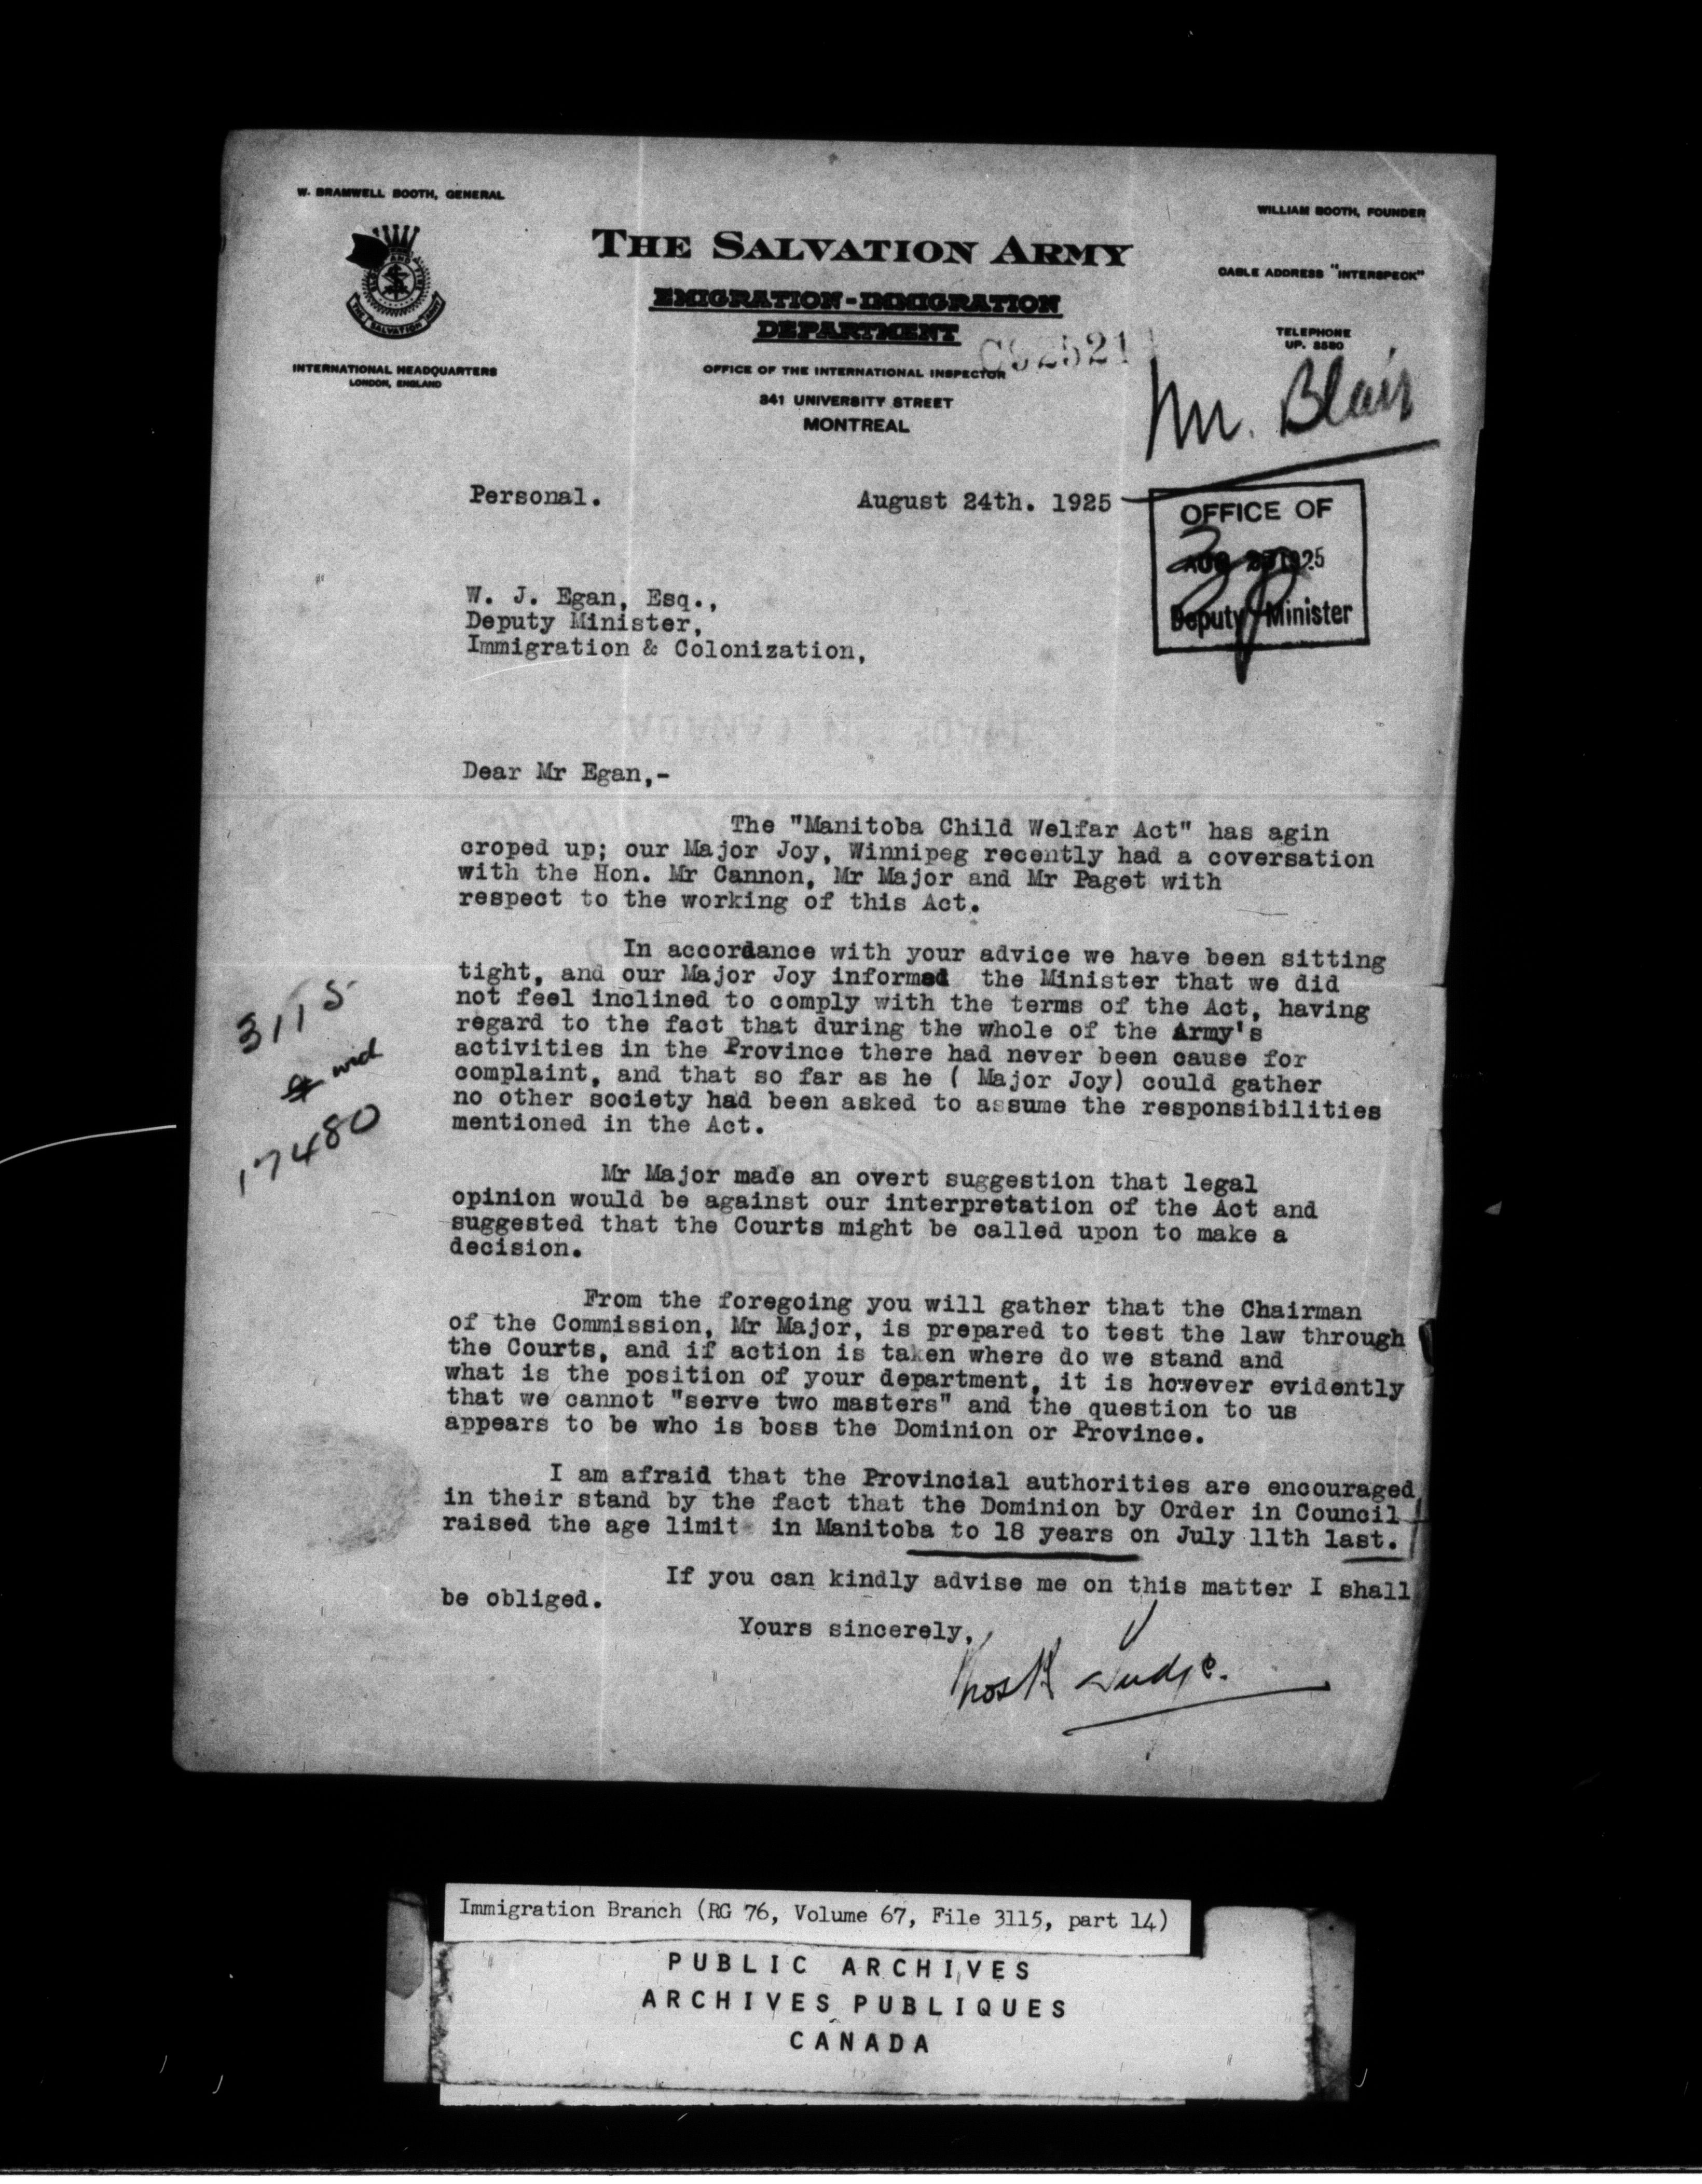 W. BRAMWELL BOOTH, GENERAL
WILLIAM BOOTH, FOUNDER
THE SALVATION ARMY
CABLE ADDRESS "INTERSPECK"
EMIGRATION-IMMIGRATION
DEPARTMENT
THE SALVATION ARMY
TELEPHONE
UP. 3580
INTERNATIONAL HEADQUARTERS
LONDON, ENGLAND
OFFICE OF THE INTERNATIONAL INSPECTOR
341 UNIVERSITY STREET
MONTREAL
Mr. Blair
Personal.
August 24th. 1925
OFFICE OF
Deputy Minister
W. J. Egan, Esq.,
Deputy Minister,
Immigration & Colonization,
Dear Mr Egan,-
The "Manitoba Child Welfar Act" has agin
croped up; our Major Joy, Winnipeg recently had a coversation
with the Hon. Mr Cannon, Mr Major and Mr Paget with
respect to the working of this Act.
In accordance with your advice we have been sitting
tight, and our Major Joy informed the Minister that we did
not feel inclined to comply with the terms of the Act, having
regard to the fact that during the whole of the Army's
activities in the Province there had never been cause for
complaint, and that so far as he ( Major Joy) could gather
no other society had been asked to assume the responsibilities
mentioned in the Act.
3115
and
17480
Mr Major made an overt suggestion that legal
opinion would be against our interpretation of the Act and
suggested that the Courts might be called upon to make a
decision.
From the foregoing you will gather that the Chairman
of the Commission, Mr Major, is prepared to test the law through
the Courts, and if action is taken where do we stand and
what is the position of your department, it is however evidently
that we cannot "serve two masters" and the question to us
appears to be who is boss the Dominion or Province.
I am afraid that the Provincial authorities are encouraged
in their stand by the fact that the Dominion by Order in Council
raised the age limit in Manitoba to 18 years on July 11th last.
If you can kindly advise me on this matter I shall
be obliged.
Yours sincerely,
Immigration Branch (RG 76, Volume 67, File 3115, part 14)
PUBLIC ARCHIVES
ARCHIVES PUBLIQUES
CANADA